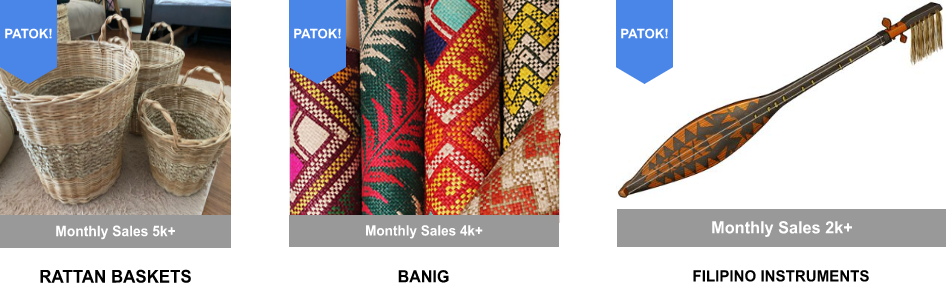 PATOK!
Monthly Sales 5k+
RATTAN BASKETS
PATOK!
Monthly Sales 4k+
BANIG
PATOK!
Monthly Sales 2k+
FILIPINO INSTRUMENTS